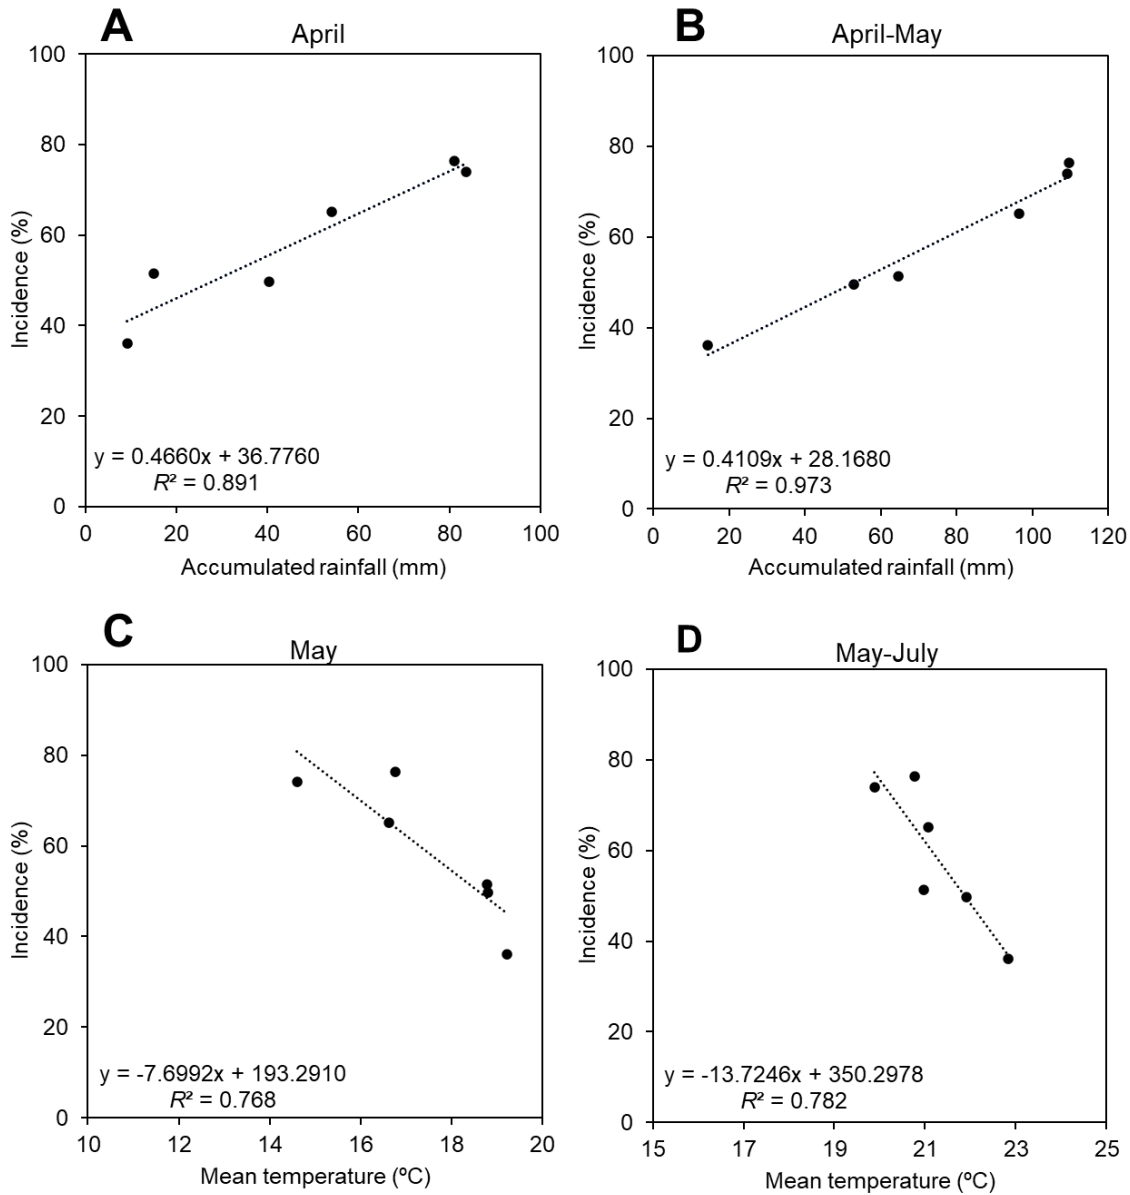 A
April
100
80
60
40
20
0
Incidence (%)
y = 0.4660x + 36.7760
R² = 0.891
0 20 40 60 80 100
Accumulated rainfall (mm)
B
April-May
100
80
60
40
20
0
Incidence (%)
y = 0.4109x + 28.1680
R² = 0.973
0 20 40 60 80 100 120
Accumulated rainfall (mm)
C
May
100
80
60
40
20
0
Incidence (%)
y = -7.6992x + 193.2910
R² = 0.768
10 12 14 16 18 20
Mean temperature (ºC)
D
May-July
100
80
60
40
20
0
Incidence (%)
y = -13.7246x + 350.2978
R² = 0.782
15 17 19 21 23 25
Mean temperature (ºC)